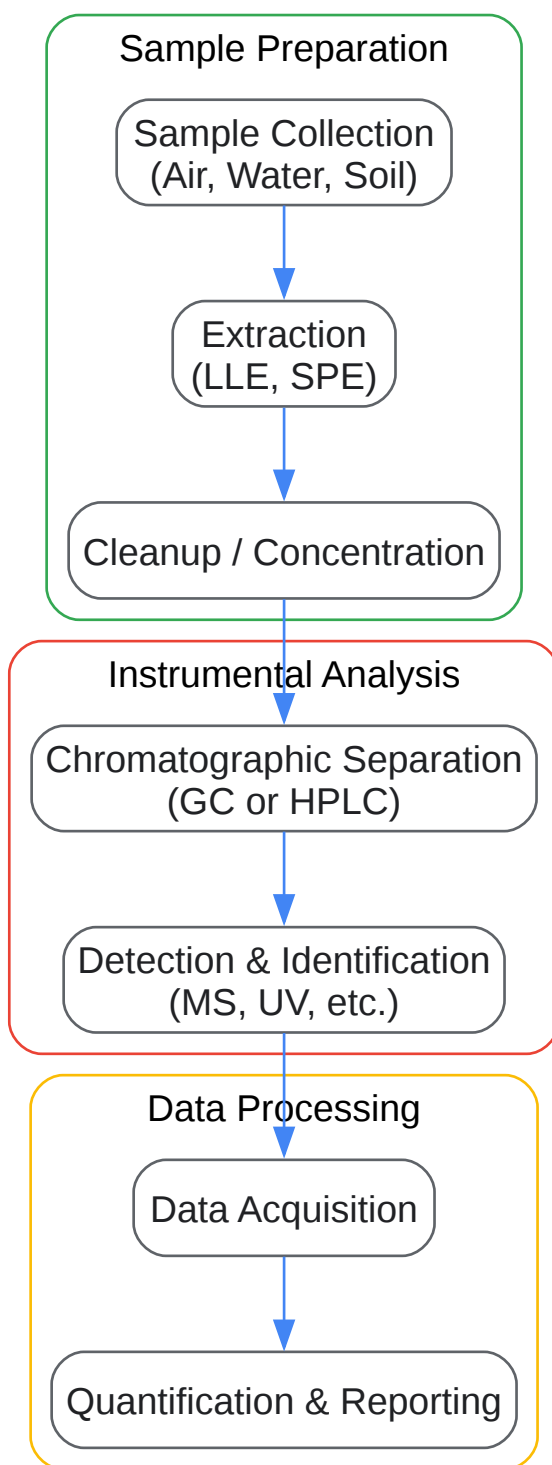 Sample Preparation
Sample Collection
(Air, Water, Soil)
Extraction
(LLE, SPE)
Cleanup / Concentration
Instrumental Analysis
Chromatographic Separation
(GC or HPLC)
Detection & Identification
(MS, UV, etc.)
Data Processing
Data Acquisition
Quantification & Reporting